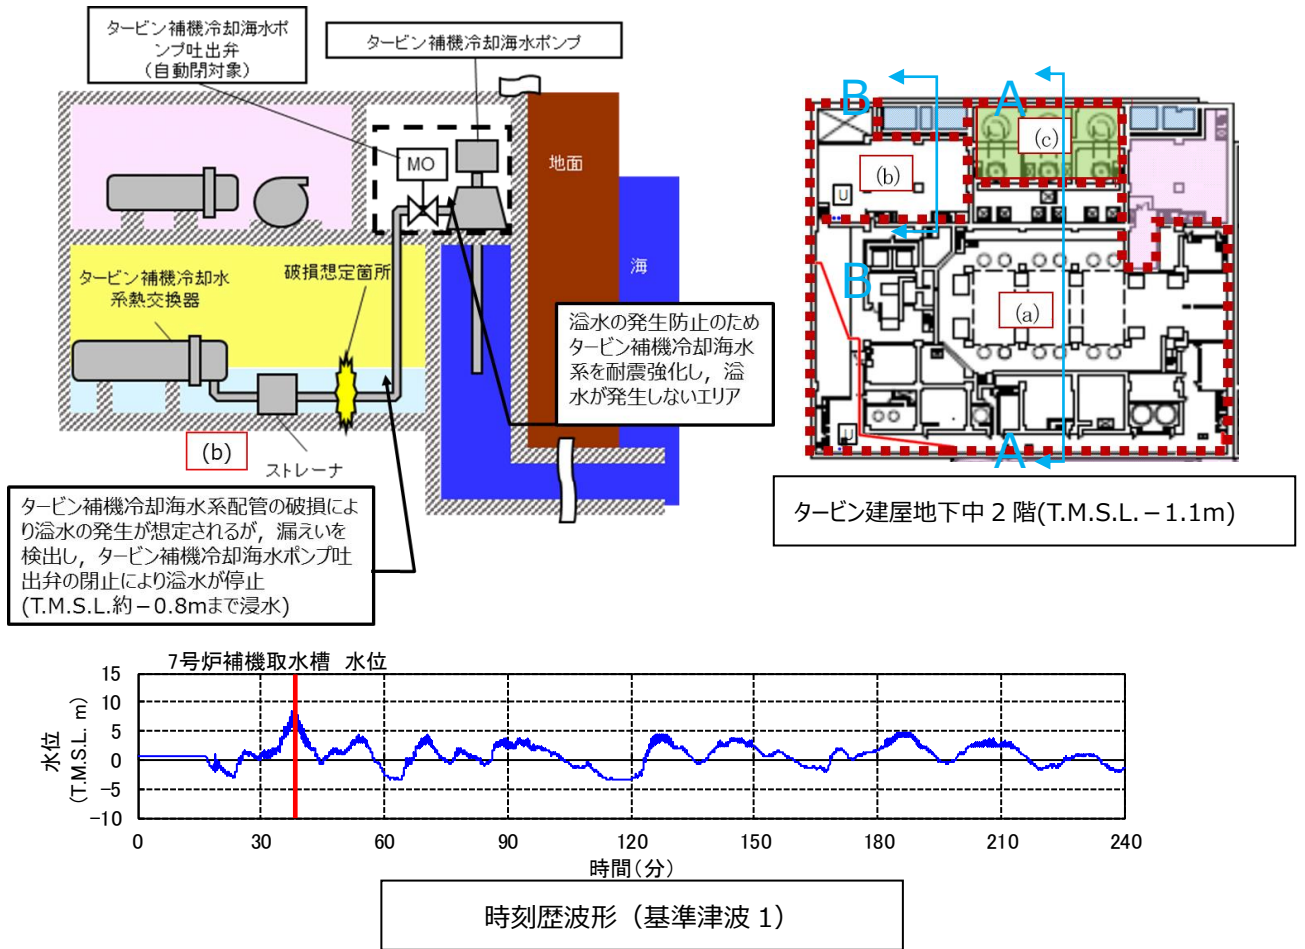 タービン補機冷却海水ポ
ンプ吐出弁
(自動閉対象)
タービン補機冷却海水ポンプ
MO
地面
海
タービン補機冷却水
系熱交換器
破損想定箇所
溢水の発生防止のため
タービン補機冷却海水
系を耐震強化し，溢
水が発生しないエリア
(b)
ストレーナ
タービン補機冷却海水系配管の破損によ
り溢水の発生が想定されるが，漏えいを
検出し，タービン補機冷却海水ポンプ吐
出弁の閉止により溢水が停止
(T.M.S.L.約－0.8mまで浸水)
B
A
(c)
(b)
U
B
(a)
U
A
タービン建屋地下中 2 階(T.M.S.L.－1.1m)
7号炉補機取水槽 水位
水位
(T.M.S.L. m)
15
10
5
0
-5
-10
0 30 60 90 120 150 180 210 240
時間(分)
時刻歴波形（基準津波 1）